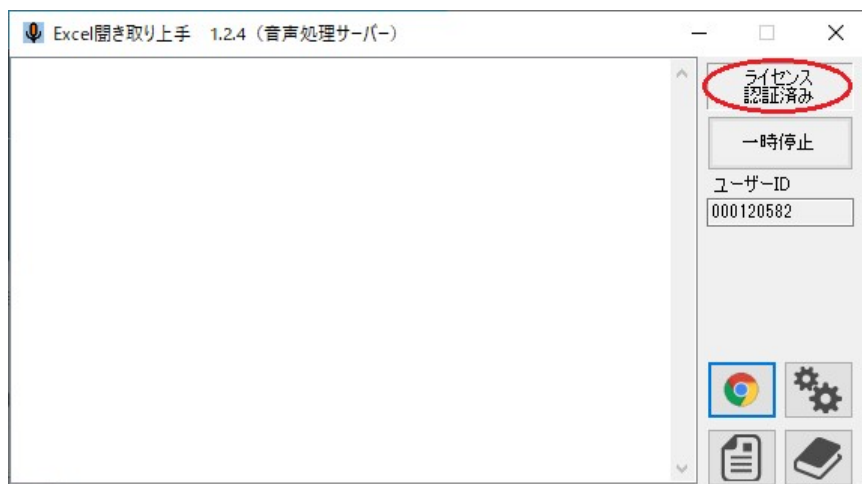 Excel聞き取り上手 1.2.4（音声処理サーバー）
ライセンス
認証済み
一時停止
ユーザーID
000120582